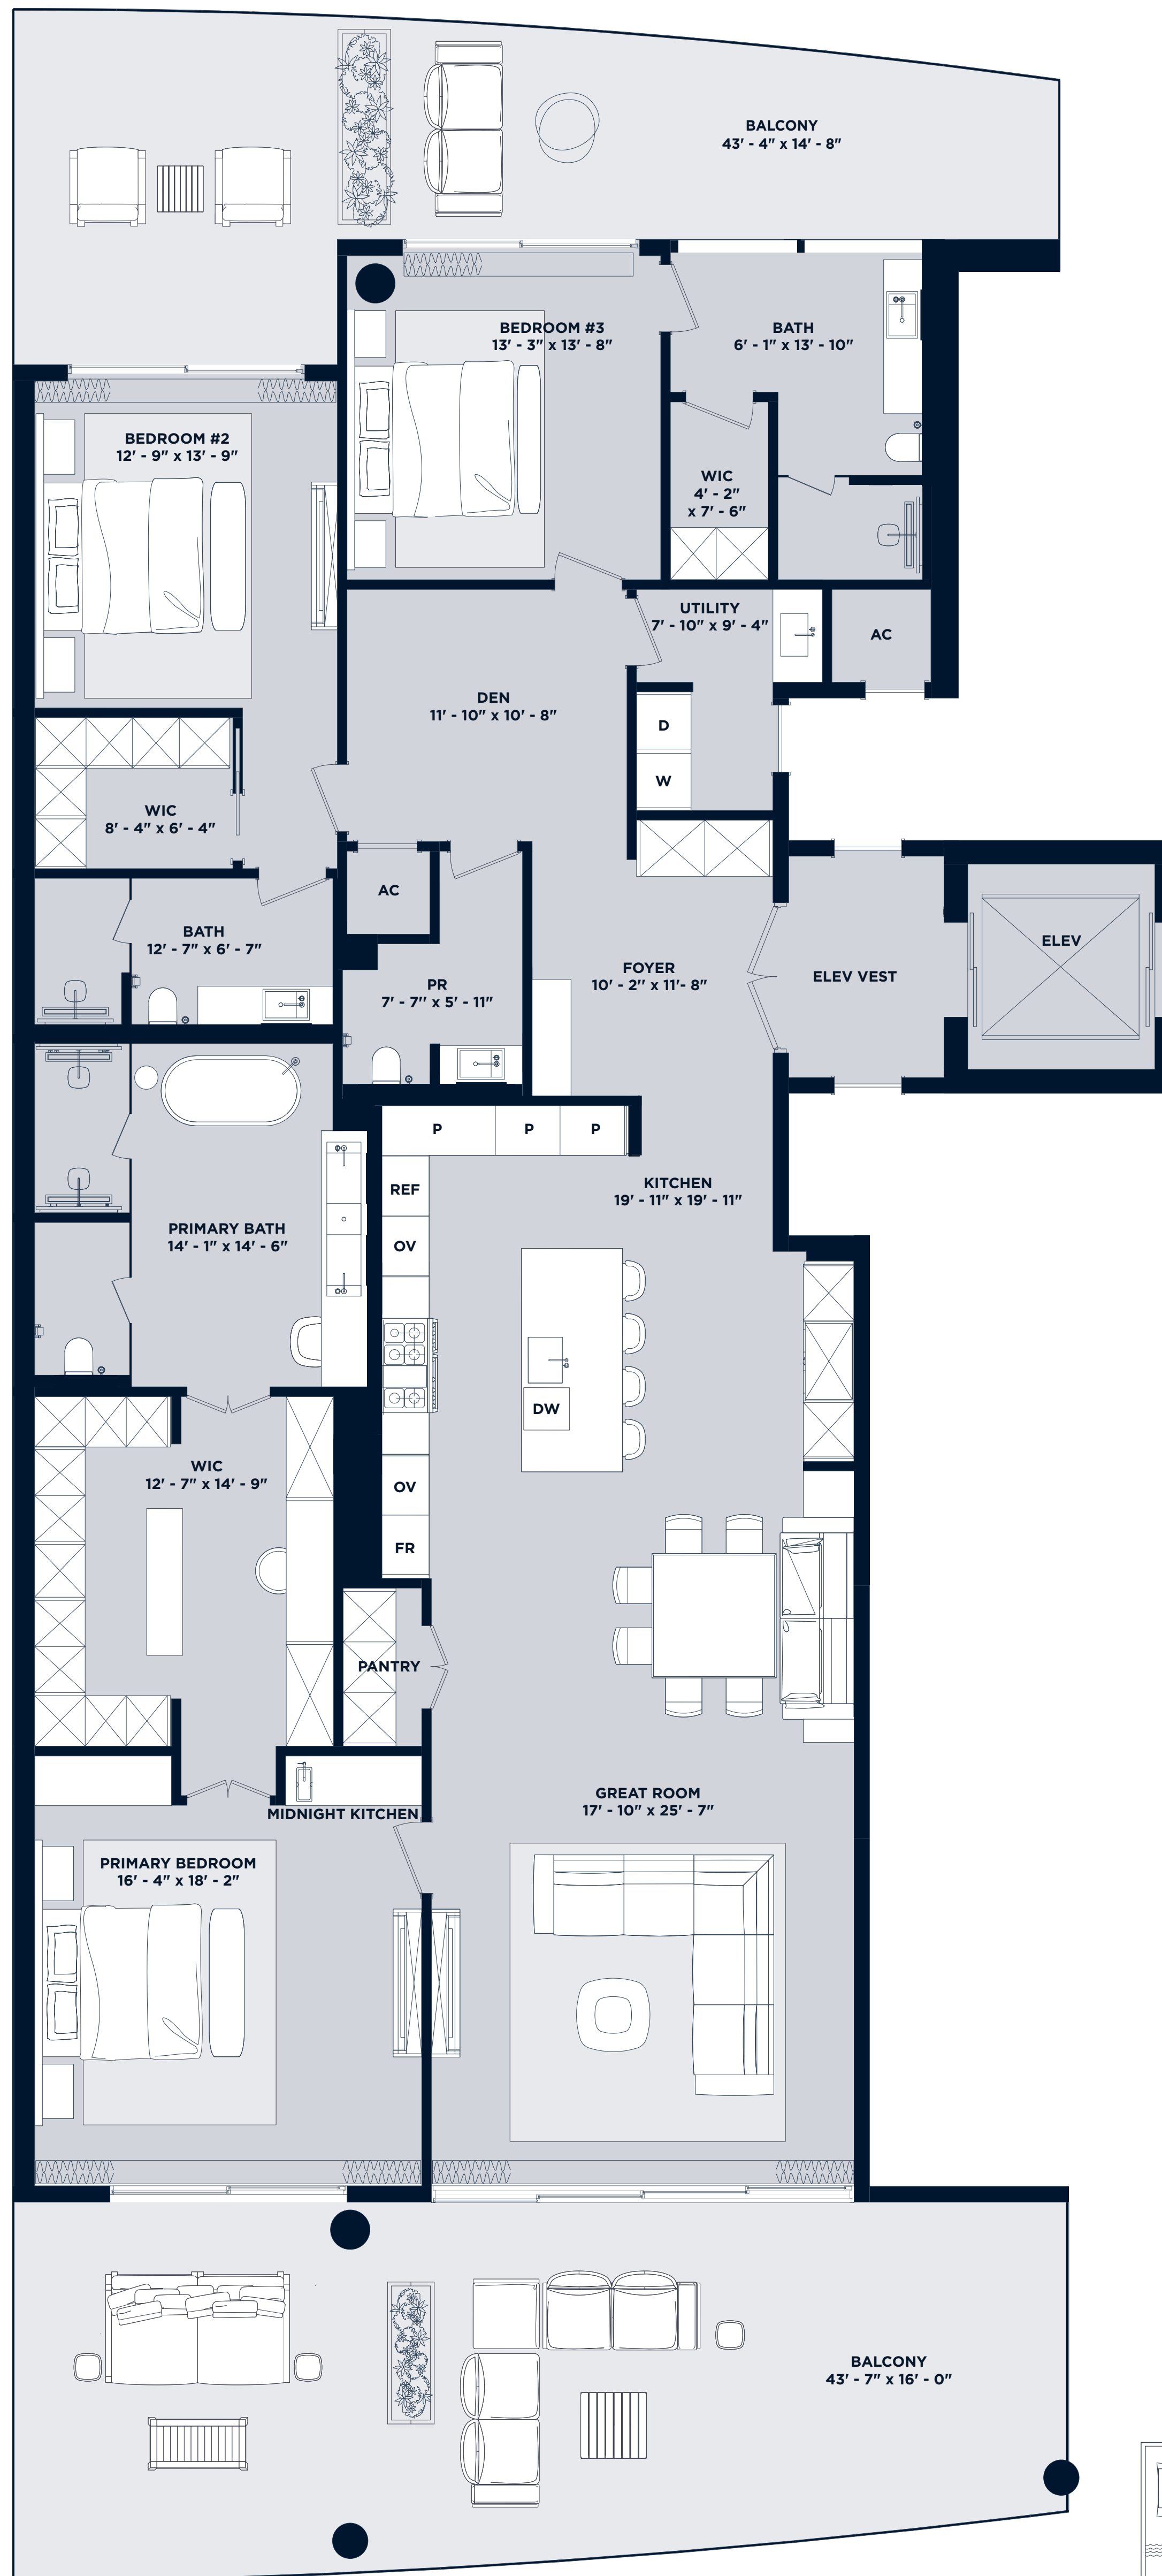 BALCONY
43' - 4" x 14' - 8"
BEDROOM #3
13' - 3" x 13' - 8"
BATH
6' - 1" x 13' - 10"
BEDROOM #2
12' - 9" x 13' - 9"
WIC
4' - 2"
x 7' - 6"
UTILITY
7' - 10" x 9' - 4"
AC
DEN
11' - 10" x 10' - 8"
D
W
WIC
8' - 4" x 6' - 4"
AC
BATH
12' - 7" x 6' - 7"
ELEV
FOYER
10' - 2'' x 11'- 8"
ELEV VEST
PR
7' - 7'' x 5' - 11"
P
P
P
REF
KITCHEN
19' - 11" x 19' - 11"
OV
PRIMARY BATH
14' - 1" x 14' - 6"
DW
WIC
12' - 7" x 14' - 9"
OV
FR
PANTRY
GREAT ROOM
17' - 10" x 25' - 7"
MIDNIGHT KITCHEN
PRIMARY BEDROOM
16' - 4" x 18' - 2"
BALCONY
43' - 7" x 16' - 0"